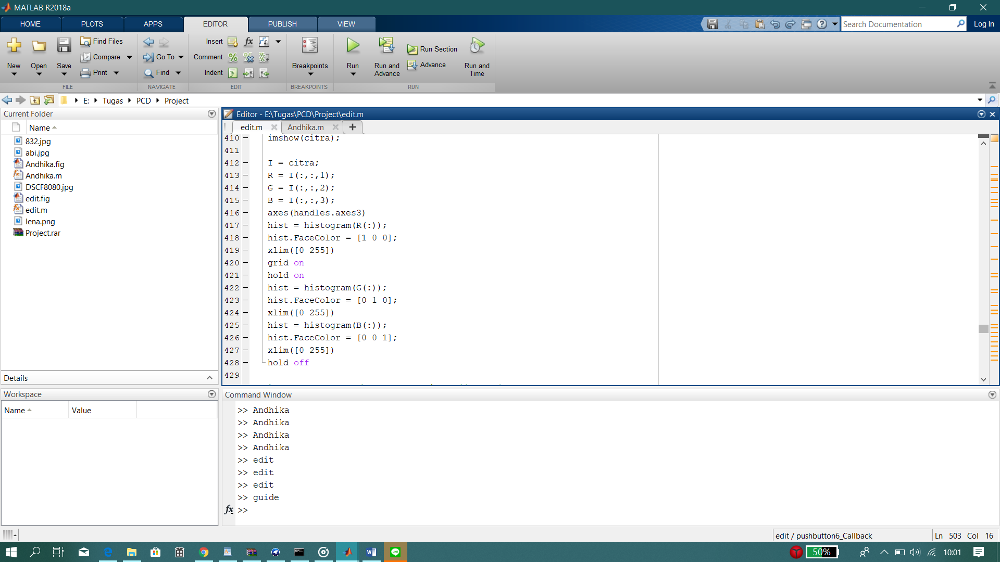 MATLAB R2018a
HOME PLOTS APPS EDITOR PUBLISH VIEW
Search Documentation
Log In
New
Open
Save
Find Files
Compare
Print
FILE
Go To
Find
NAVIGATE
Insert
Comment
Indent
EDIT
Breakpoints
BREAKPOINTS
Run
Run and Advance
Run Section
Advance
Run and Time
RUN
E: Tugas PCD Project
Current Folder
Name
832.jpg
abi.jpg
Andhika.fig
Andhika.m
DSCF8080.jpg
edit.fig
edit.m
lena.png
Project.rar
Details
Workspace
Name Value
Editor - E:\Tugas\PCD\Project\edit.m
edit.m Andhika.m
410 – imshow(citra);
411
412 – I = citra;
413 – R = I(:,:,1);
414 – G = I(:,:,2);
415 – B = I(:,:,3);
416 – axes(handles.axes3)
417 – hist = histogram(R(:));
418 – hist.FaceColor = [1 0 0];
419 – xlim([0 255])
420 – grid on
421 – hold on
422 – hist = histogram(G(:));
423 – hist.FaceColor = [0 1 0];
424 – xlim([0 255])
425 – hist = histogram(B(:));
426 – hist.FaceColor = [0 0 1];
427 – xlim([0 255])
428 – hold off
429
Command Window
>> Andhika
>> Andhika
>> Andhika
>> Andhika
>> edit
>> edit
>> edit
>> guide
fx >>
edit / pushbutton6_Callback
Ln 503 Col 16
50%
10:01